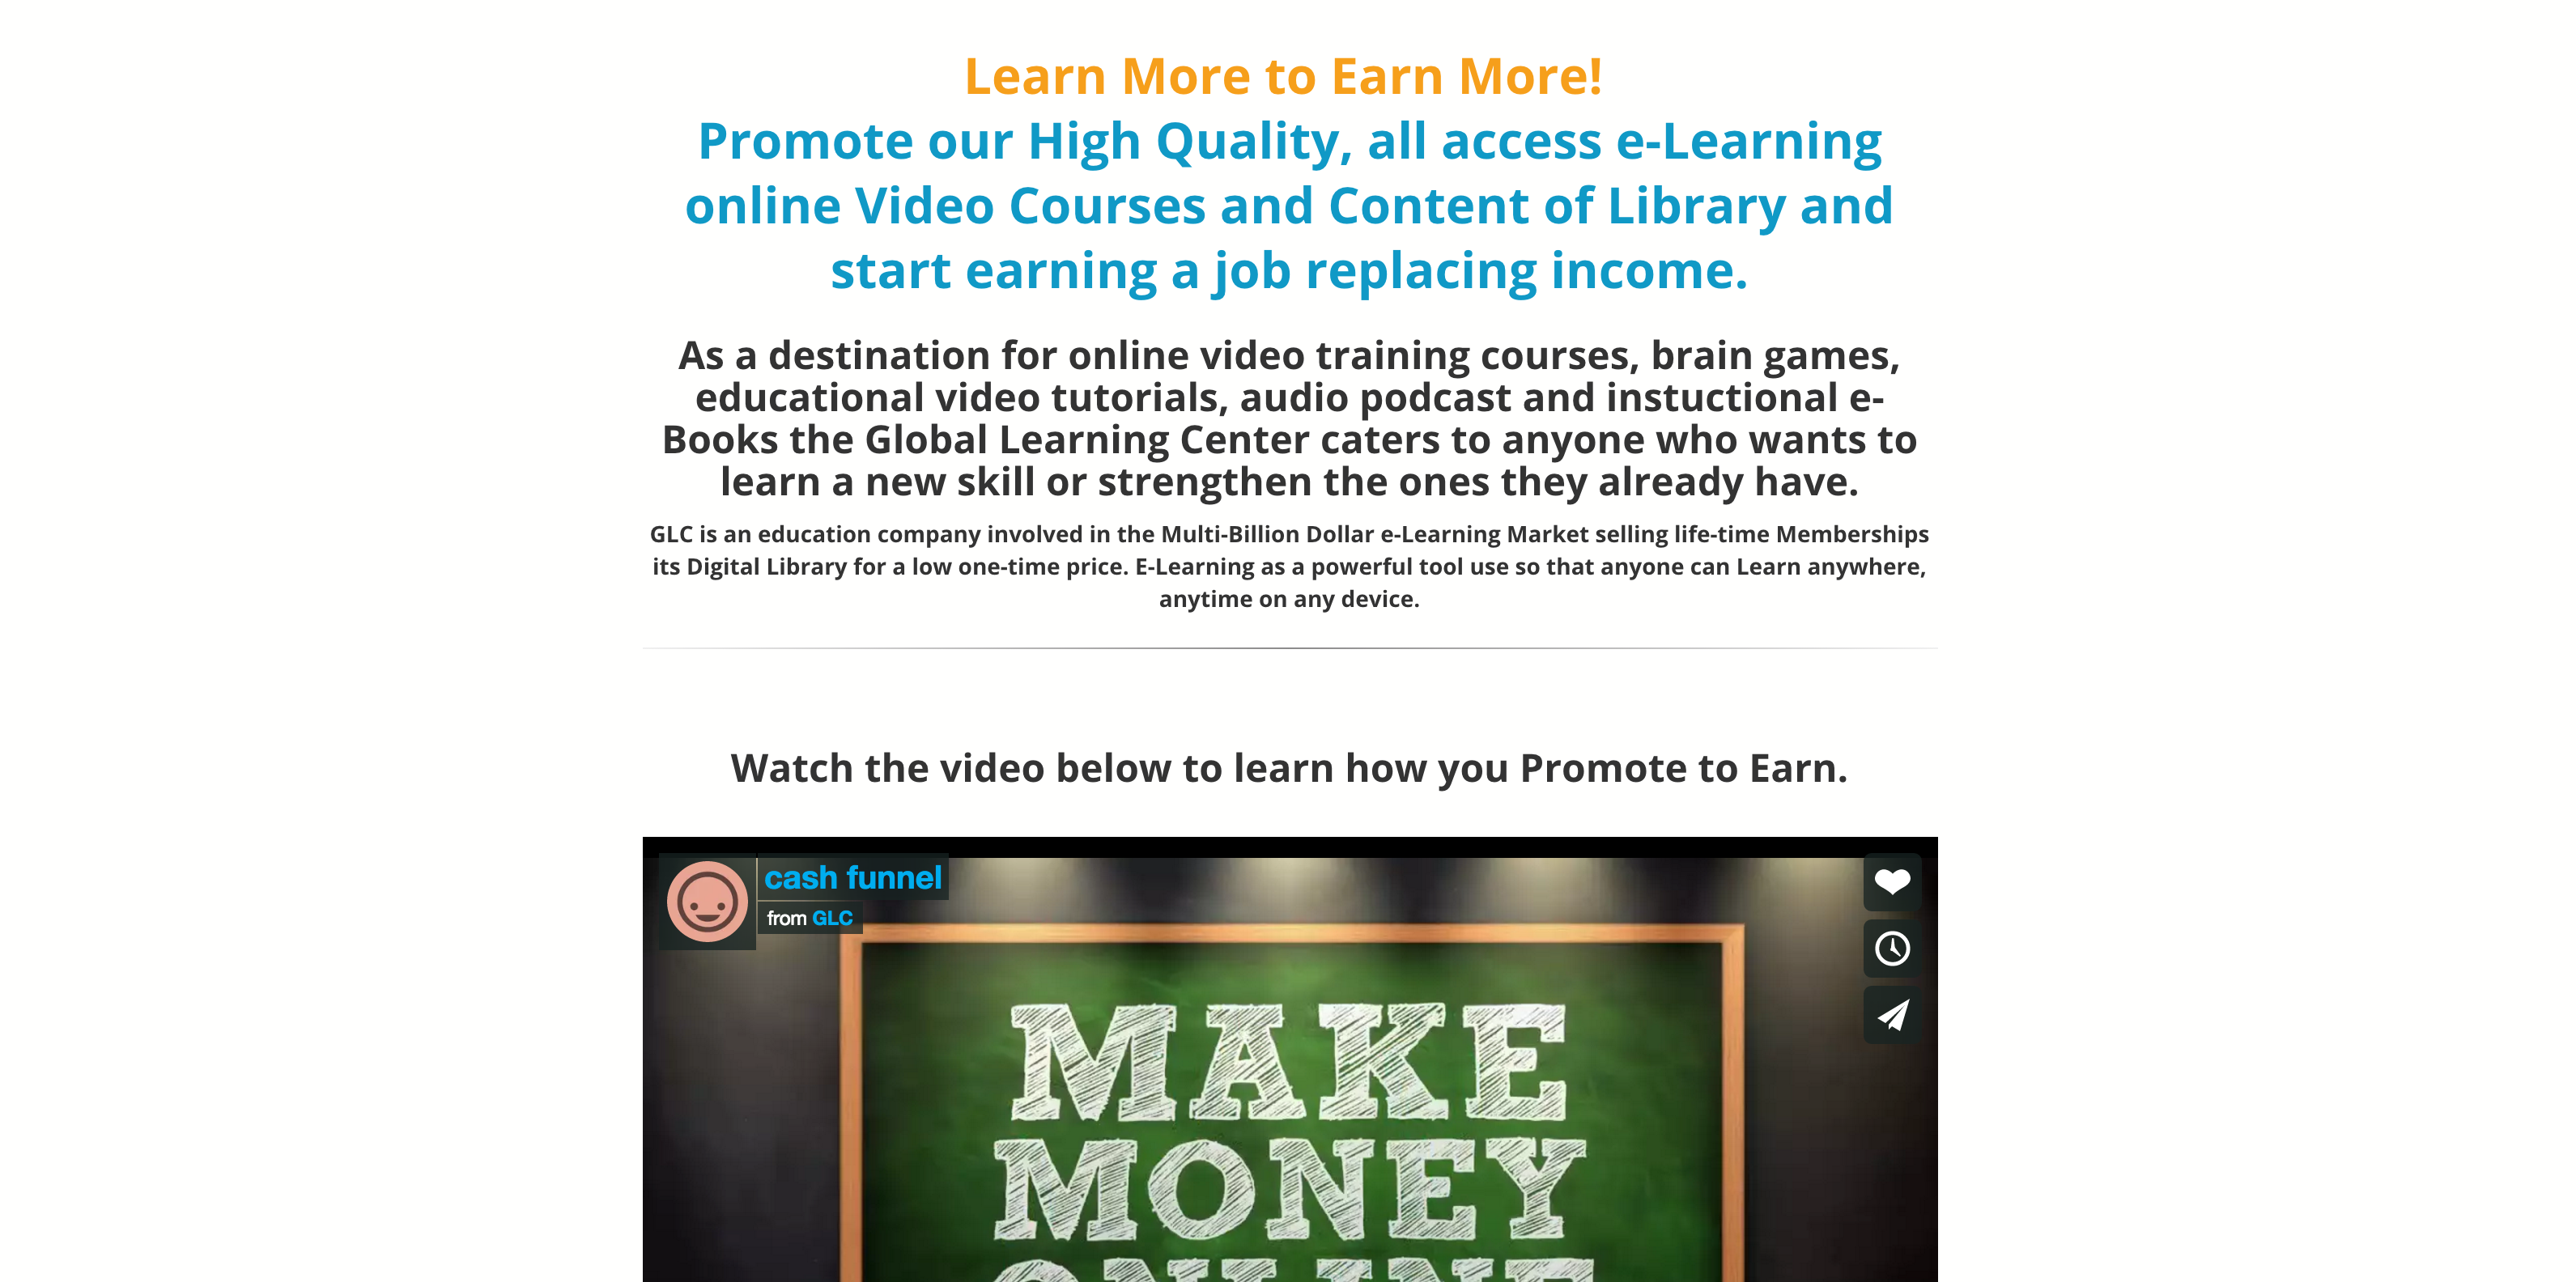 Learn More to Earn More!
Promote our High Quality, all access e-Learning
online Video Courses and Content of Library and
start earning a job replacing income.
As a destination for online video training courses, brain games,
educational video tutorials, audio podcast and instuctional e-
Books the Global Learning Center caters to anyone who wants to
learn a new skill or strengthen the ones they already have.
GLC is an education company involved in the Multi-Billion Dollar e-Learning Market selling life-time Memberships
its Digital Library for a low one-time price. E-Learning as a powerful tool use so that anyone can Learn anywhere,
anytime on any device.
Watch the video below to learn how you Promote to Earn.
cash funnel
from GLC
MAKE
MONEY
ONLINE